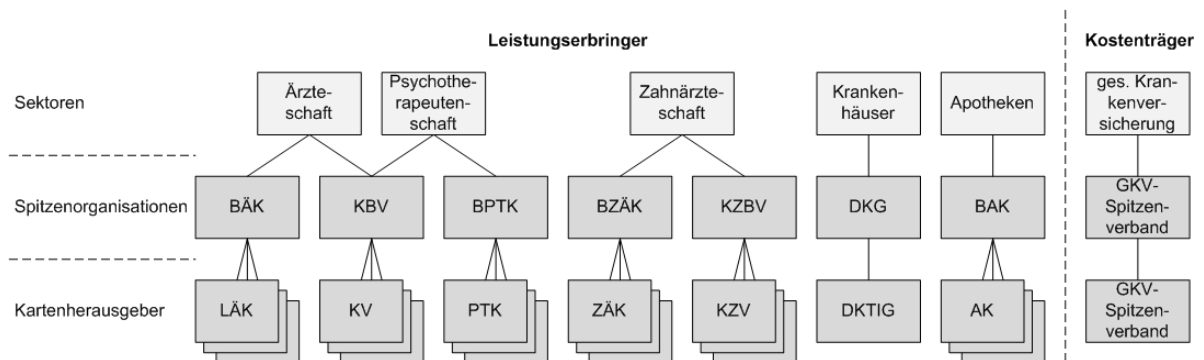 Leistungserbringer
Kostenträger
Sektoren
Ärzte-
schaft
Psychothe-
rapeuten-
schaft
Zahnärzte-
schaft
Kranken-
häuser
Apotheken
ges. Kran-
kenver-
sicherung
Spitzenorganisationen
BÄK
KBV
BPTK
BZÄK
KZBV
DKG
BAK
GKV-
Spitzen-
verband
Kartenherausgeber
LÄK
KV
PTK
ZÄK
KZV
DKTIG
AK
GKV-
Spitzen-
verband